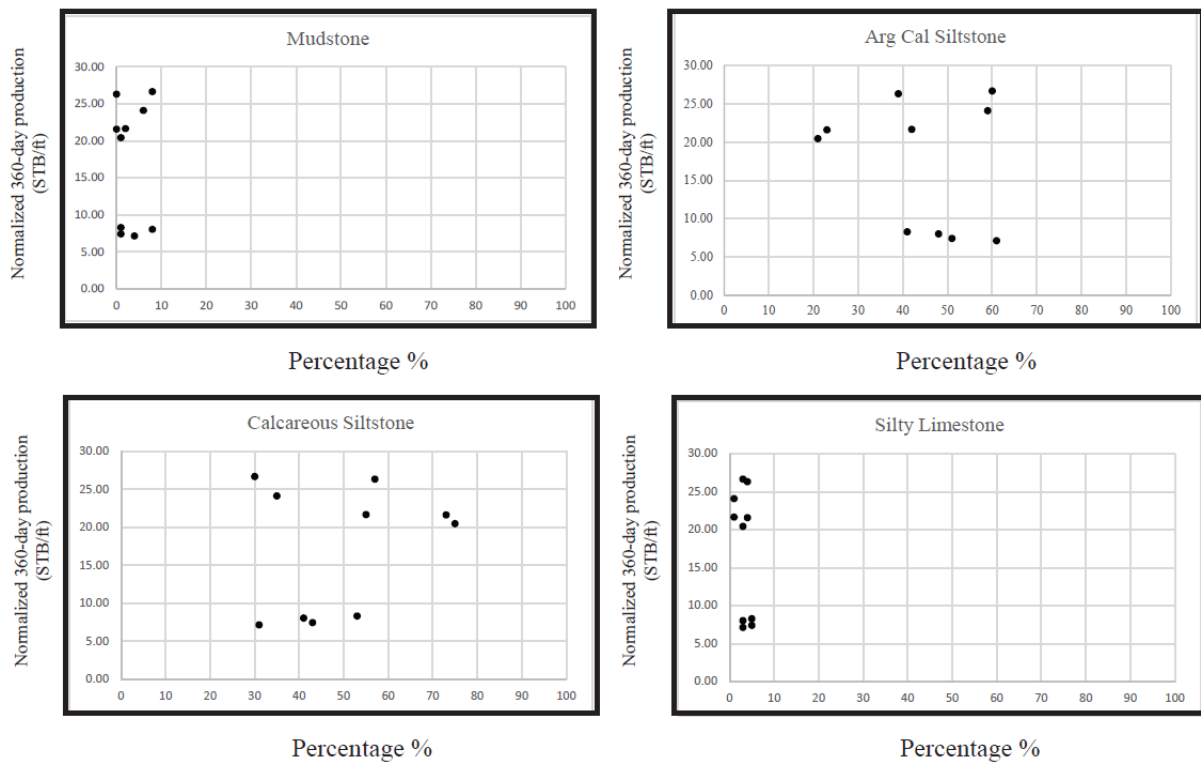 Mudstone
Normalized 360-day production
(STB/ft)
30.00
25.00
20.00
15.00
10.00
5.00
0.00
0 10 20 30 40 50 60 70 80 90 100
Percentage %
Arg Cal Siltstone
Normalized 360-day production
(STB/ft)
30.00
25.00
20.00
15.00
10.00
5.00
0.00
0 10 20 30 40 50 60 70 80 90 100
Percentage %
Calcareous Siltstone
Normalized 360-day production
(STB/ft)
30.00
25.00
20.00
15.00
10.00
5.00
0.00
0 10 20 30 40 50 60 70 80 90 100
Percentage %
Silty Limestone
Normalized 360-day production
(STB/ft)
30.00
25.00
20.00
15.00
10.00
5.00
0.00
0 10 20 30 40 50 60 70 80 90 100
Percentage %